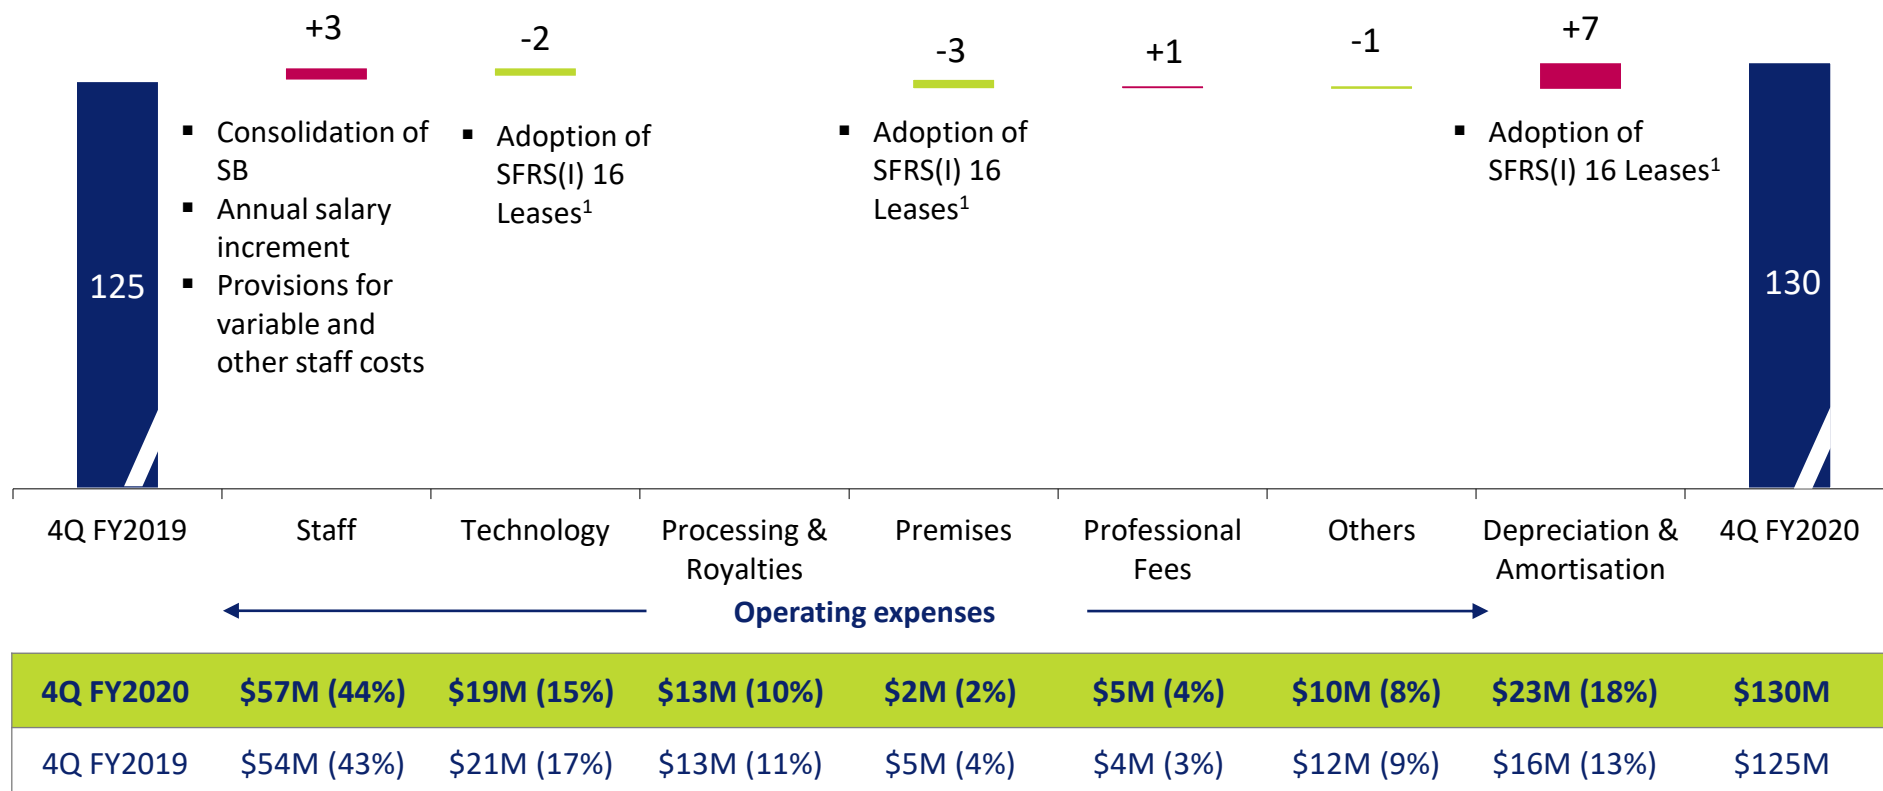 +3
-2
-3
+1
-1
+7
125
▪ Consolidation of
SB
▪ Annual salary
increment
▪ Provisions for
variable and
other staff costs
▪ Adoption of
SFRS(I) 16
Leases¹
▪ Adoption of
SFRS(I) 16
Leases¹
▪ Adoption of
SFRS(I) 16 Leases¹
130
4Q FY2019
Staff
Technology
Processing &
Royalties
Premises
Professional
Fees
Others
Depreciation &
Amortisation
4Q FY2020
Operating expenses
4Q FY2020 $57M (44%) $19M (15%) $13M (10%) $2M (2%) $5M (4%) $10M (8%) $23M (18%) $130M
4Q FY2019 $54M (43%) $21M (17%) $13M (11%) $5M (4%) $4M (3%) $12M (9%) $16M (13%) $125M